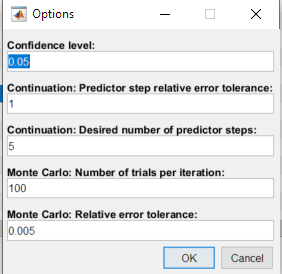 Options
Confidence level:
0.05
Continuation: Predictor step relative error tolerance:
1
Continuation: Desired number of predictor steps:
5
Monte Carlo: Number of trials per iteration:
100
Monte Carlo: Relative error tolerance:
0.005
OK Cancel